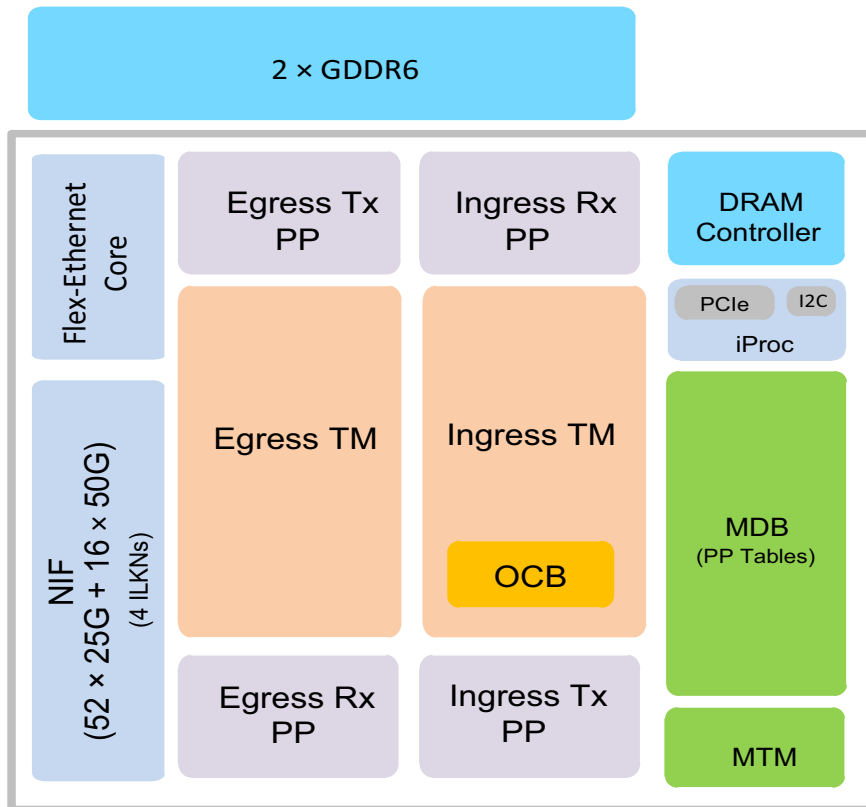 2 × GDDR6
Flex-Ethernet
Core
Egress Tx
PP
Ingress Rx
PP
DRAM
Controller
PCIe
I2C
iProc
Egress TM
Ingress TM
OCB
NIF
(52 × 25G + 16 × 50G)
(4 ILKNs)
MDB
(PP Tables)
Egress Rx
PP
Ingress Tx
PP
MTM